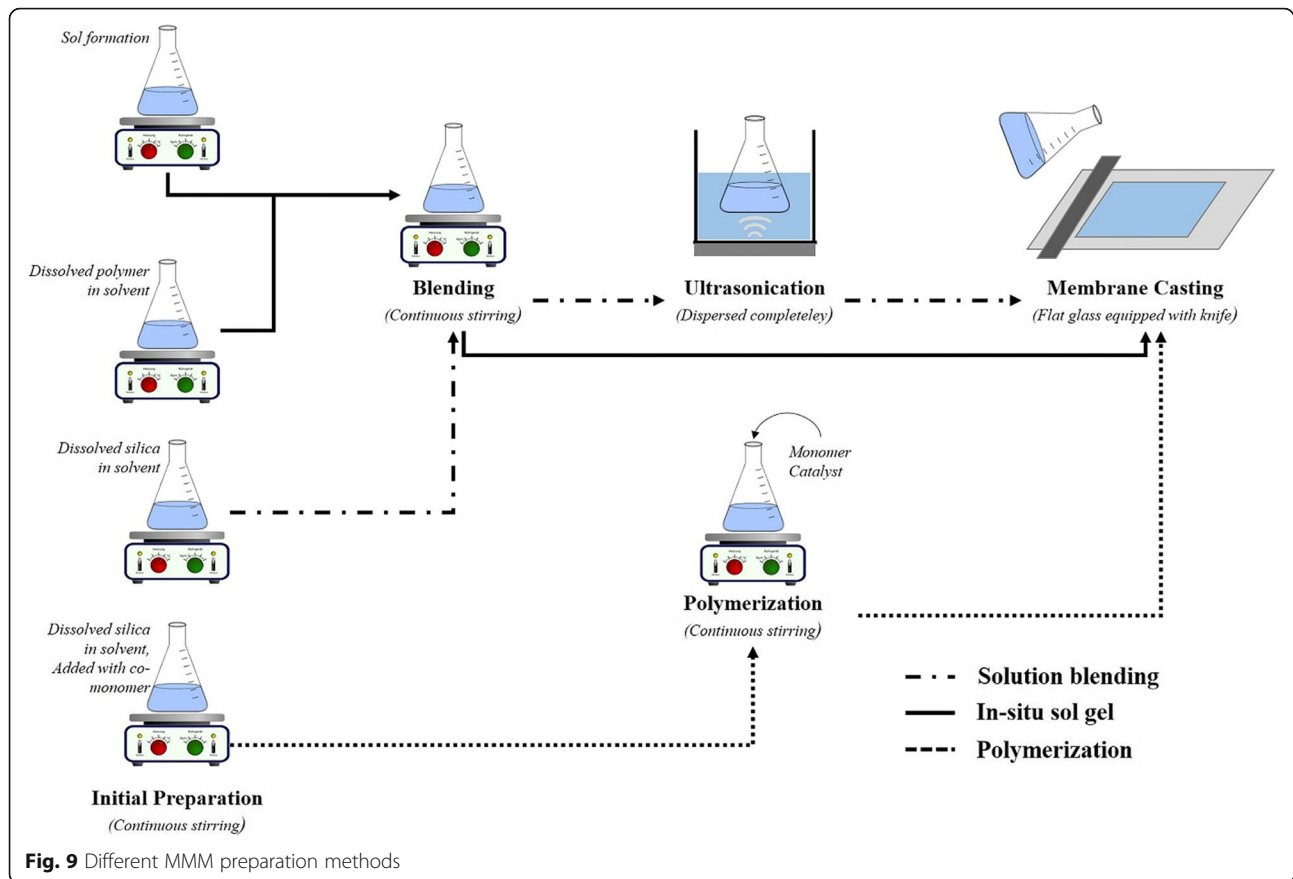 Sol formation
Dissolved polymer
in solvent
Dissolved silica
in solvent
Dissolved silica
in solvent,
Added with co-
monomer
Initial Preparation
(Continuous stirring)
Blending
(Continuous stirring)
Ultrasonication
(Dispersed completeley)
Membrane Casting
(Flat glass equipped with knife)
Monomer
Catalyst
Polymerization
(Continuous stirring)
Solution blending
In-situ sol gel
Polymerization
Fig. 9 Different MMM preparation methods